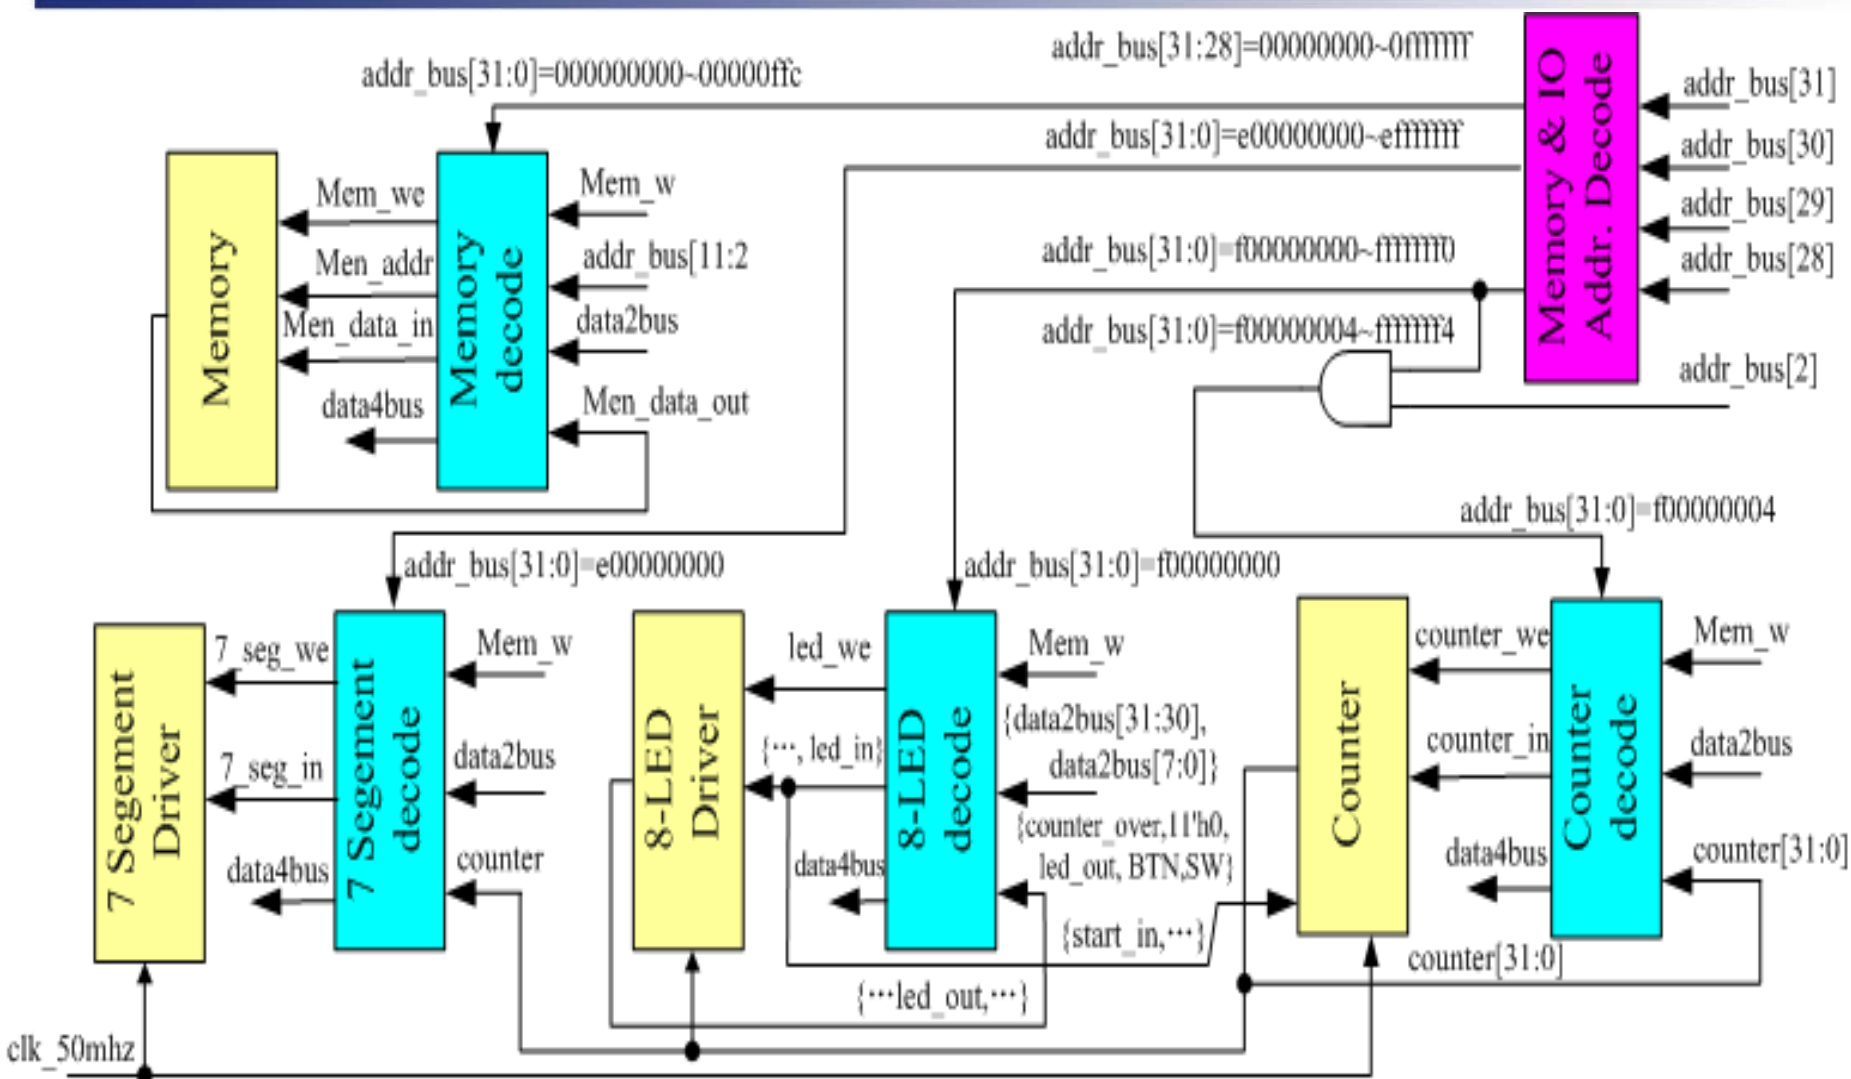 addr_bus[31:28]=00000000~0fffffff
addr_bus[31:0]=000000000~00000ffc
addr_bus[31]
addr_bus[31:0]=e00000000~efffffff
addr_bus[30]
Memory & IO
Addr. Decode
Mem_we
Mem_w
addr_bus[29]
Memory
Memory
decode
Men_addr
addr_bus[11:2
addr_bus[31:0]=f00000000~fffffff0
addr_bus[28]
Men_data_in
data2bus
addr_bus[31:0]=f00000004~fffffff4
data4bus
Men_data_out
addr_bus[2]
addr_bus[31:0]=f00000004
addr_bus[31:0]=e00000000
addr_bus[31:0]=f00000000
7_seg_we
Mem_w
led_we
Mem_w
counter_we
Mem_w
7 Segement
Driver
7 Segement
decode
8-LED
Driver
8-LED
decode
{data2bus[31:30],
data2bus[7:0]}
Counter
Counter
decode
7_seg_in
data2bus
{···, led_in}
counter_in
data2bus
{counter_over,11'h0,
led_out, BTN,SW}
data4bus
counter
data4bus
data4bus
counter[31:0]
{start_in,···}
counter[31:0]
{···led_out,···}
clk_50mhz